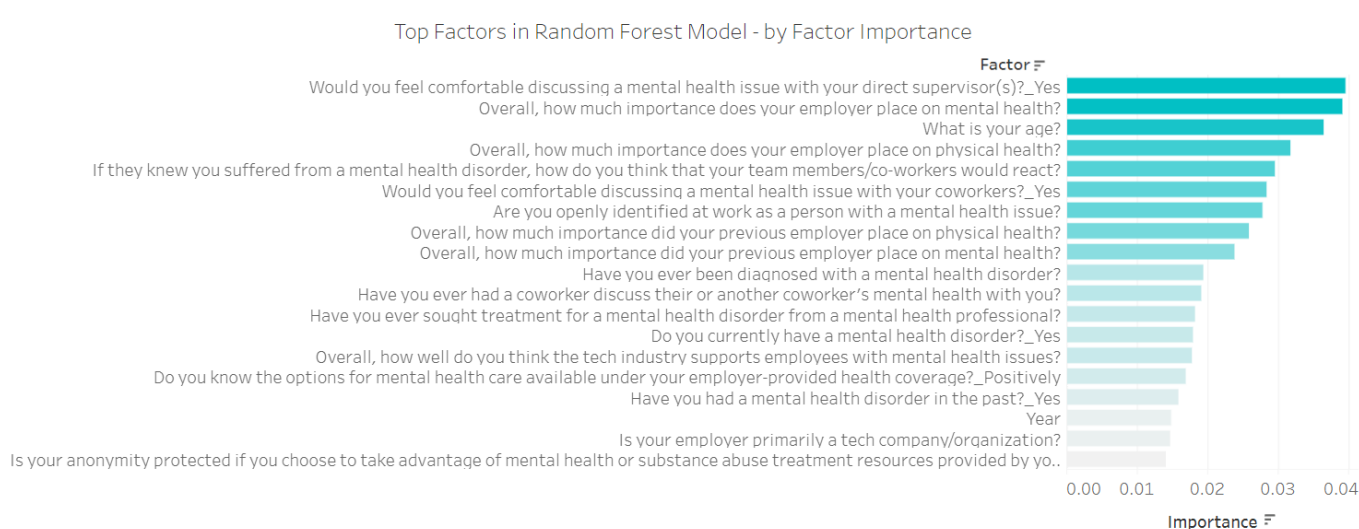 Top Factors in Random Forest Model - by Factor Importance
Factor
Would you feel comfortable discussing a mental health issue with your direct supervisor(s)?_Yes
Overall, how much importance does your employer place on mental health?
What is your age?
Overall, how much importance does your employer place on physical health?
If they knew you suffered from a mental health disorder, how do you think that your team members/co-workers would react?
Would you feel comfortable discussing a mental health issue with your coworkers?_Yes
Are you openly identified at work as a person with a mental health issue?
Overall, how much importance did your previous employer place on physical health?
Overall, how much importance did your previous employer place on mental health?
Have you ever been diagnosed with a mental health disorder?
Have you ever had a coworker discuss their or another coworker's mental health with you?
Have you ever sought treatment for a mental health disorder from a mental health professional?
Do you currently have a mental health disorder?_Yes
Overall, how well do you think the tech industry supports employees with mental health issues?
Do you know the options for mental health care available under your employer-provided health coverage?_Positively
Have you had a mental health disorder in the past?_Yes
Year
Is your employer primarily a tech company/organization?
Is your anonymity protected if you choose to take advantage of mental health or substance abuse treatment resources provided by yo..
0.00 0.01 0.02 0.03 0.04
Importance